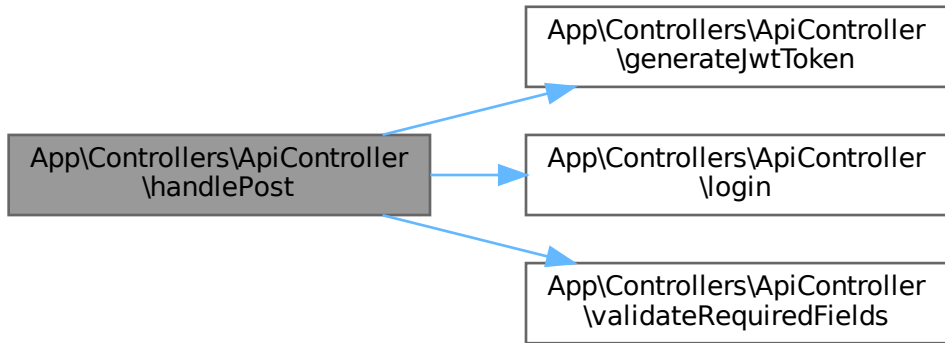 App\Controllers\ApiController
\generateJwtToken
App\Controllers\ApiController
\handlePost
App\Controllers\ApiController
\login
App\Controllers\ApiController
\validateRequiredFields